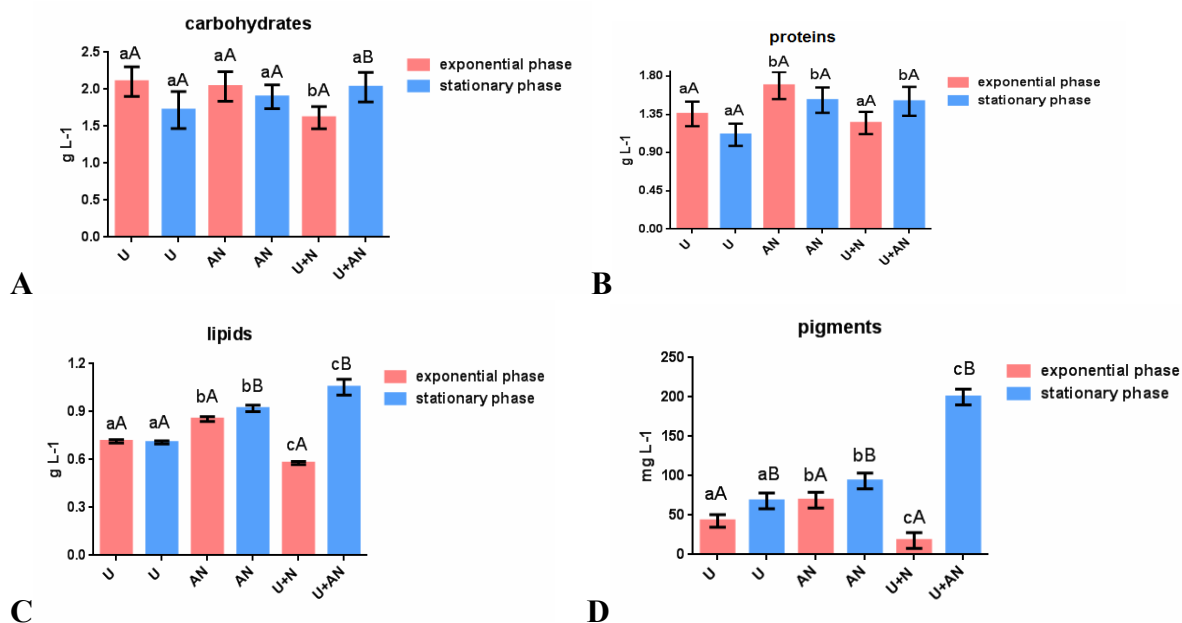 carbohydrates
2.5
2.0
1.5
1.0
0.5
0.0
g L-1
aA
aA
aA
aA
bA
aB
U
U
AN
AN
U+N
U+AN
exponential phase
stationary phase
A
proteins
1.80
1.35
0.90
0.45
0.00
g L-1
aA
aA
bA
bA
aA
bA
U
U
AN
AN
U+N
U+AN
exponential phase
stationary phase
B
lipids
1.2
0.9
0.6
0.3
0.0
g L-1
aA
aA
bA
bB
cA
cB
U
U
AN
AN
U+N
U+AN
exponential phase
stationary phase
C
pigments
250
200
150
100
50
0
mg L-1
aA
aB
bA
bB
cA
cB
U
U
AN
AN
U+N
U+AN
exponential phase
stationary phase
D